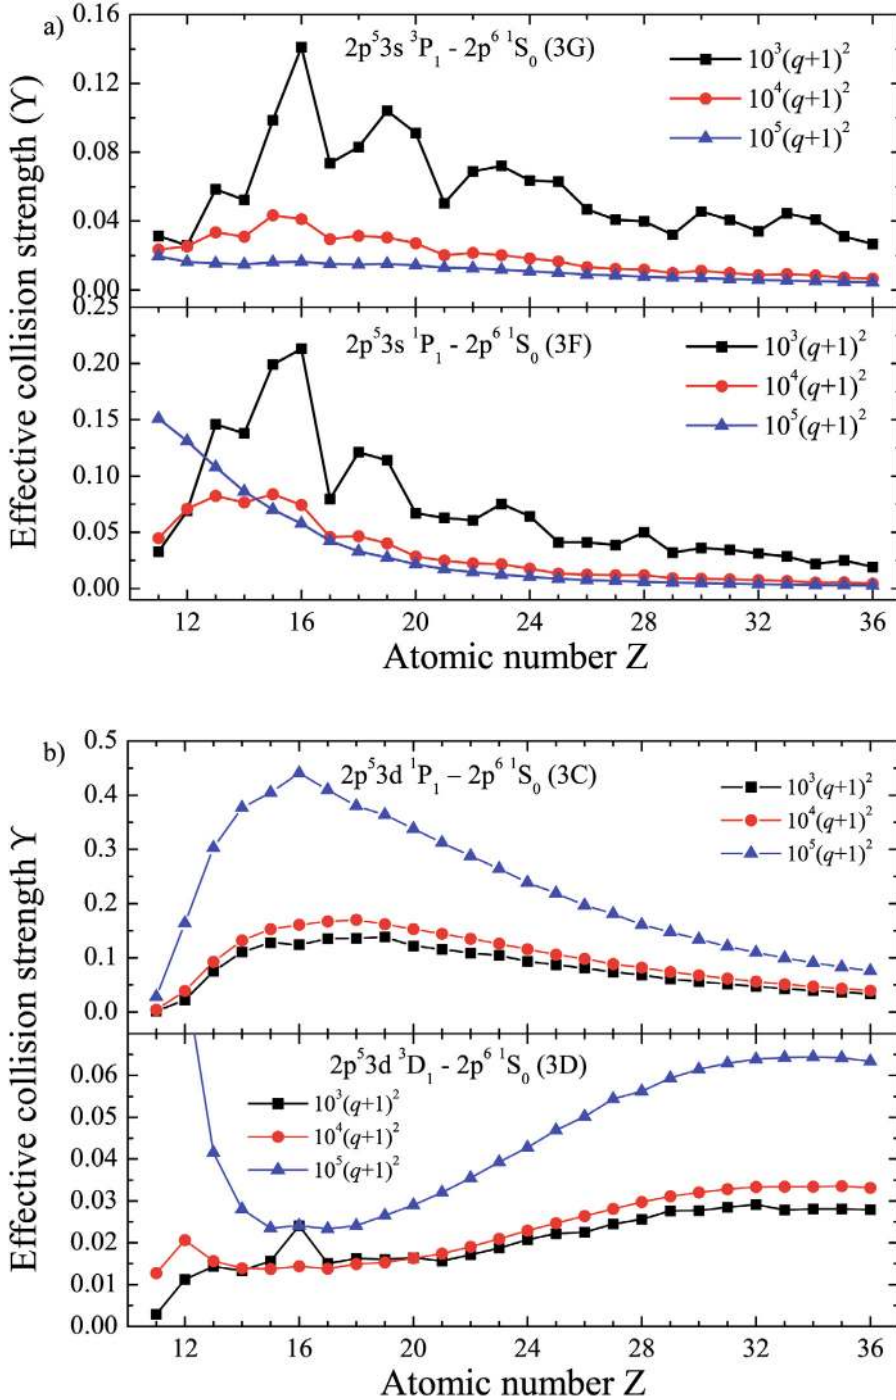 a)
0.16
2p⁵3s ³P₁ - 2p⁶ ¹S₀ (3G)
10³(q+1)²
10⁴(q+1)²
10⁵(q+1)²
0.12
0.08
0.04
0.00
Effective collision strength (ϒ)
0.25
2p⁵3s ¹P₁ - 2p⁶ ¹S₀ (3F)
10³(q+1)²
10⁴(q+1)²
10⁵(q+1)²
0.20
0.15
0.10
0.05
0.00
12 16 20 24 28 32 36
Atomic number Z
b)
0.5
2p⁵3d ¹P₁ – 2p⁶ ¹S₀ (3C)
10³(q+1)²
10⁴(q+1)²
10⁵(q+1)²
0.4
0.3
0.2
0.1
0.0
Effective collision strength ϒ
2p⁵3d ³D₁ - 2p⁶ ¹S₀ (3D)
10³(q+1)²
10⁴(q+1)²
10⁵(q+1)²
0.06
0.05
0.04
0.03
0.02
0.01
0.00
12 16 20 24 28 32 36
Atomic number Z